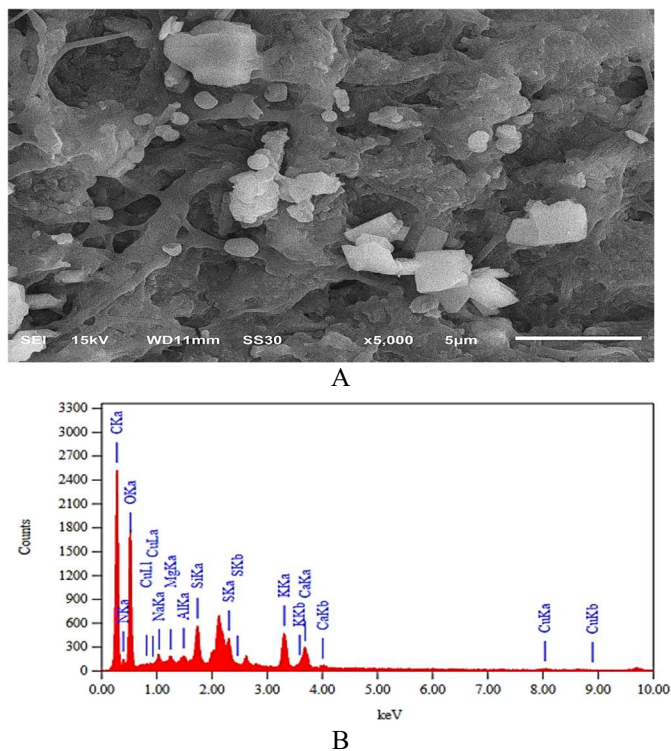 SEI 15kV WD11mm SS30 x5,000 5µm
A
3300
3000
2700
2400
2100
1800
1500
1200
900
600
300
0
Counts
CKa
NKa
OKa
CuLl
CuLa
NaKa
MgKa
AlKa
SiKa
SKa
SKb
KKa
KKb
CaKa
CaKb
CuKa
CuKb
0.00 1.00 2.00 3.00 4.00 5.00 6.00 7.00 8.00 9.00 10.00
keV
B